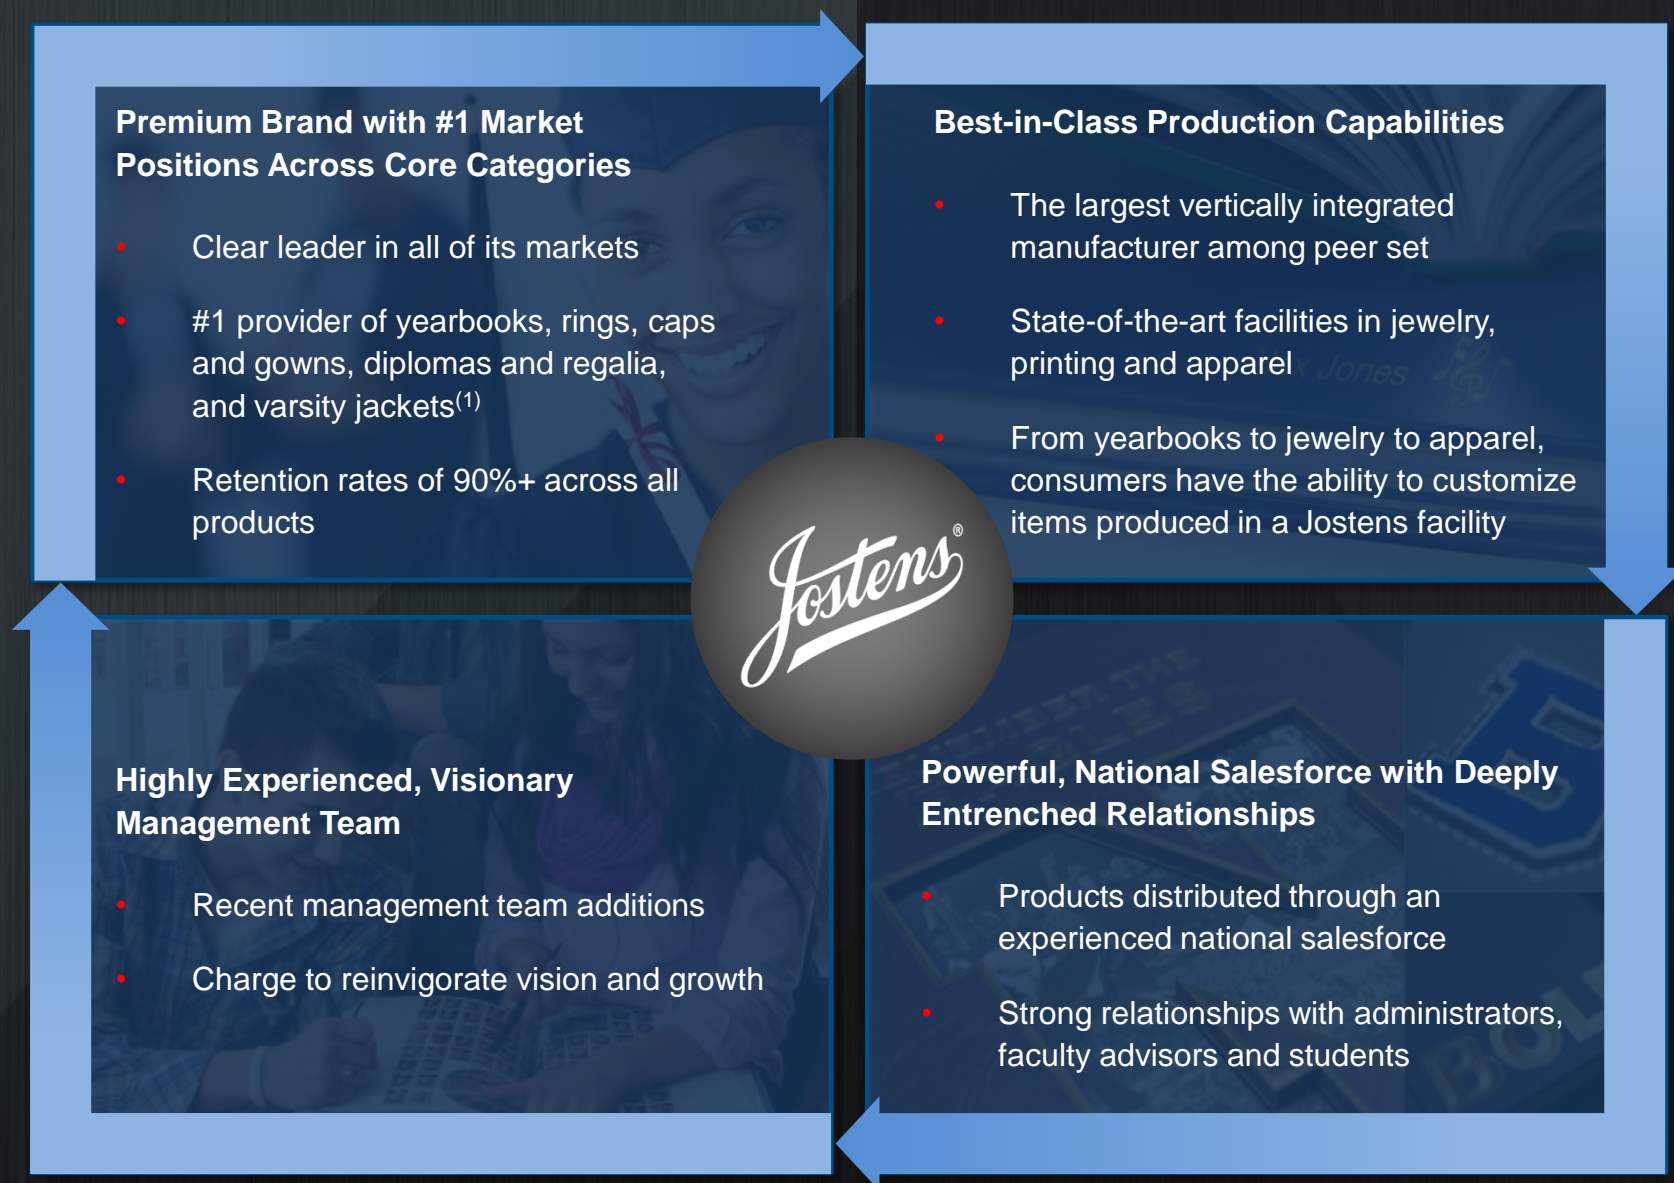 Premium Brand with #1 Market
Positions Across Core Categories
• Clear leader in all of its markets
• #1 provider of yearbooks, rings, caps
and gowns, diplomas and regalia,
and varsity jackets(1)
• Retention rates of 90%+ across all
products
Best-in-Class Production Capabilities
• The largest vertically integrated
manufacturer among peer set
• State-of-the-art facilities in jewelry,
printing and apparel
Jones
• From yearbooks to jewelry to apparel,
consumers have the ability to customize
items produced in a Jostens facility
Jostens®
Highly Experienced, Visionary
Management Team
• Recent management team additions
• Charge to reinvigorate vision and growth
Powerful, National Salesforce with Deeply
Entrenched Relationships
• Products distributed through an
experienced national salesforce
• Strong relationships with administrators,
faculty advisors and students